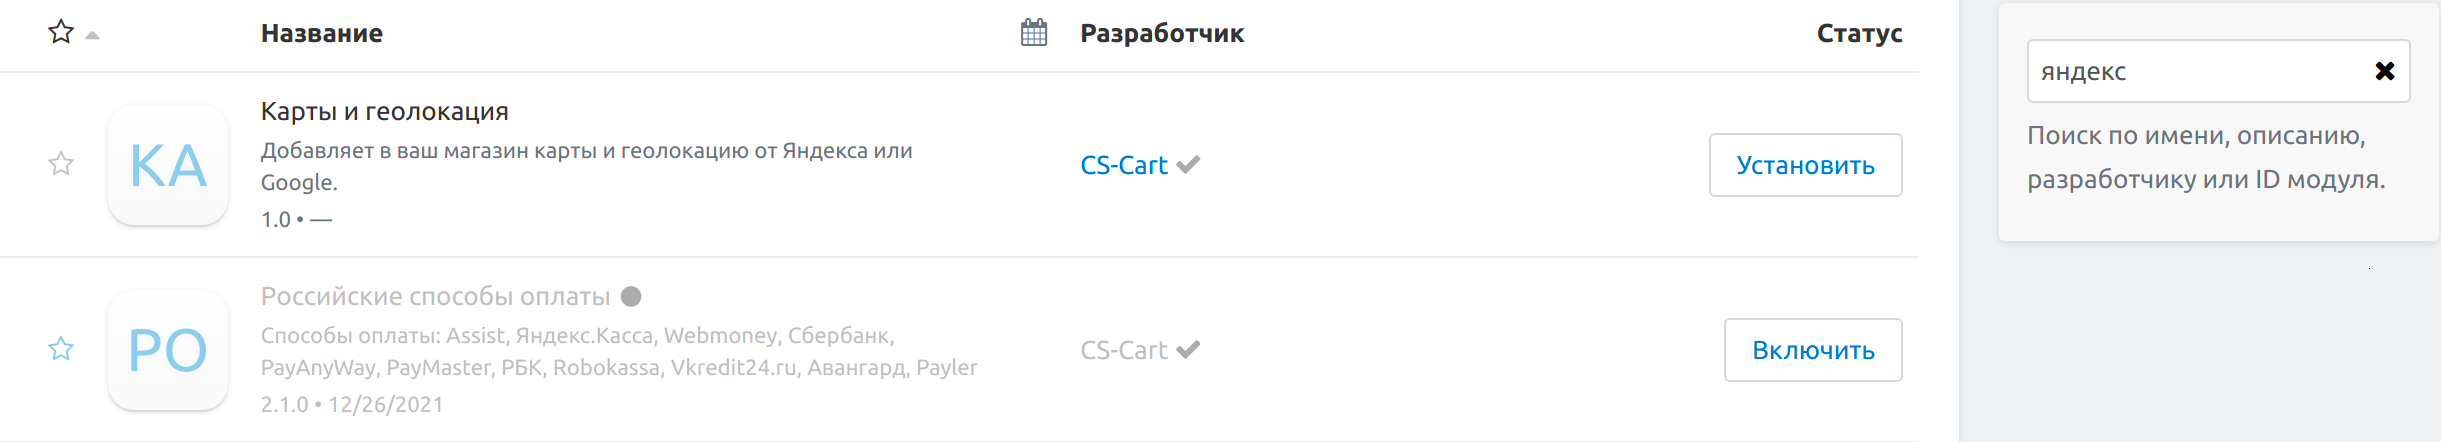 Название Разработчик Статус
яндекс
Поиск по имени, описанию,
разработчику или ID модуля.
КА
Карты и геолокация
Добавляет в ваш магазин карты и геолокацию от Яндекса или
Google.
1.0 • —
CS-Cart
Установить
РО
Российские способы оплаты
Способы оплаты: Assist, Яндекс.Касса, Webmoney, Сбербанк,
PayAnyWay, PayMaster, РБК, Robokassa, Vkredit24.ru, Авангард, Payler
2.1.0 • 12/26/2021
CS-Cart
Включить